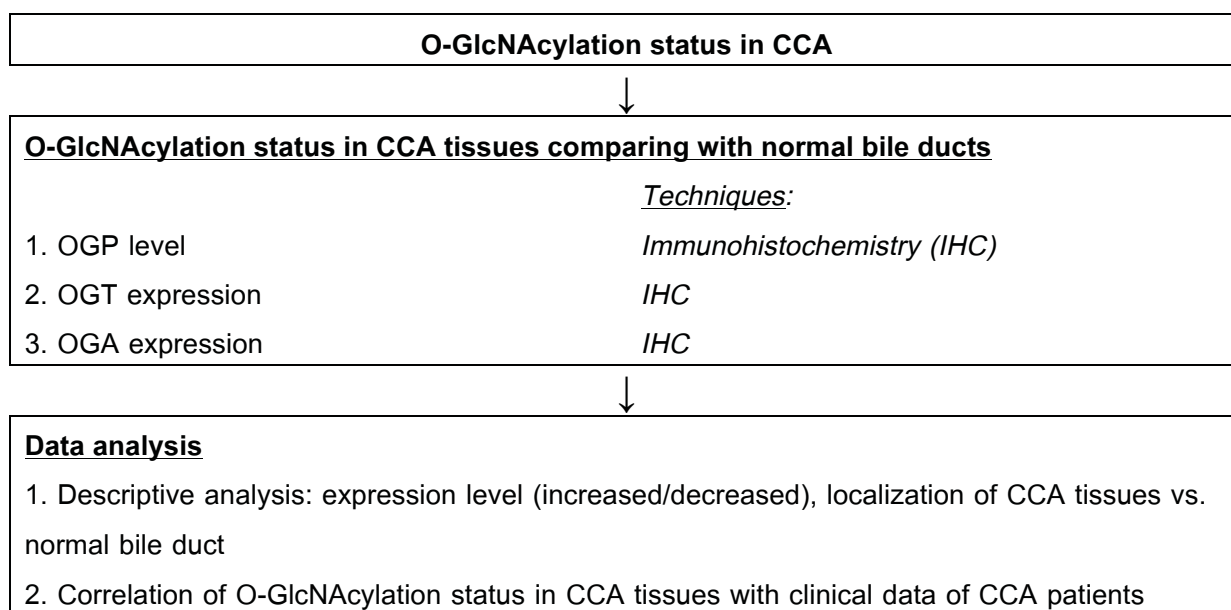 O-GlcNAcylation status in CCA
↓
O-GlcNAcylation status in CCA tissues comparing with normal bile ducts
Techniques:
1. OGP level Immunohistochemistry (IHC)
2. OGT expression IHC
3. OGA expression IHC
↓
Data analysis
1. Descriptive analysis: expression level (increased/decreased), localization of CCA tissues vs.
normal bile duct
2. Correlation of O-GlcNAcylation status in CCA tissues with clinical data of CCA patients